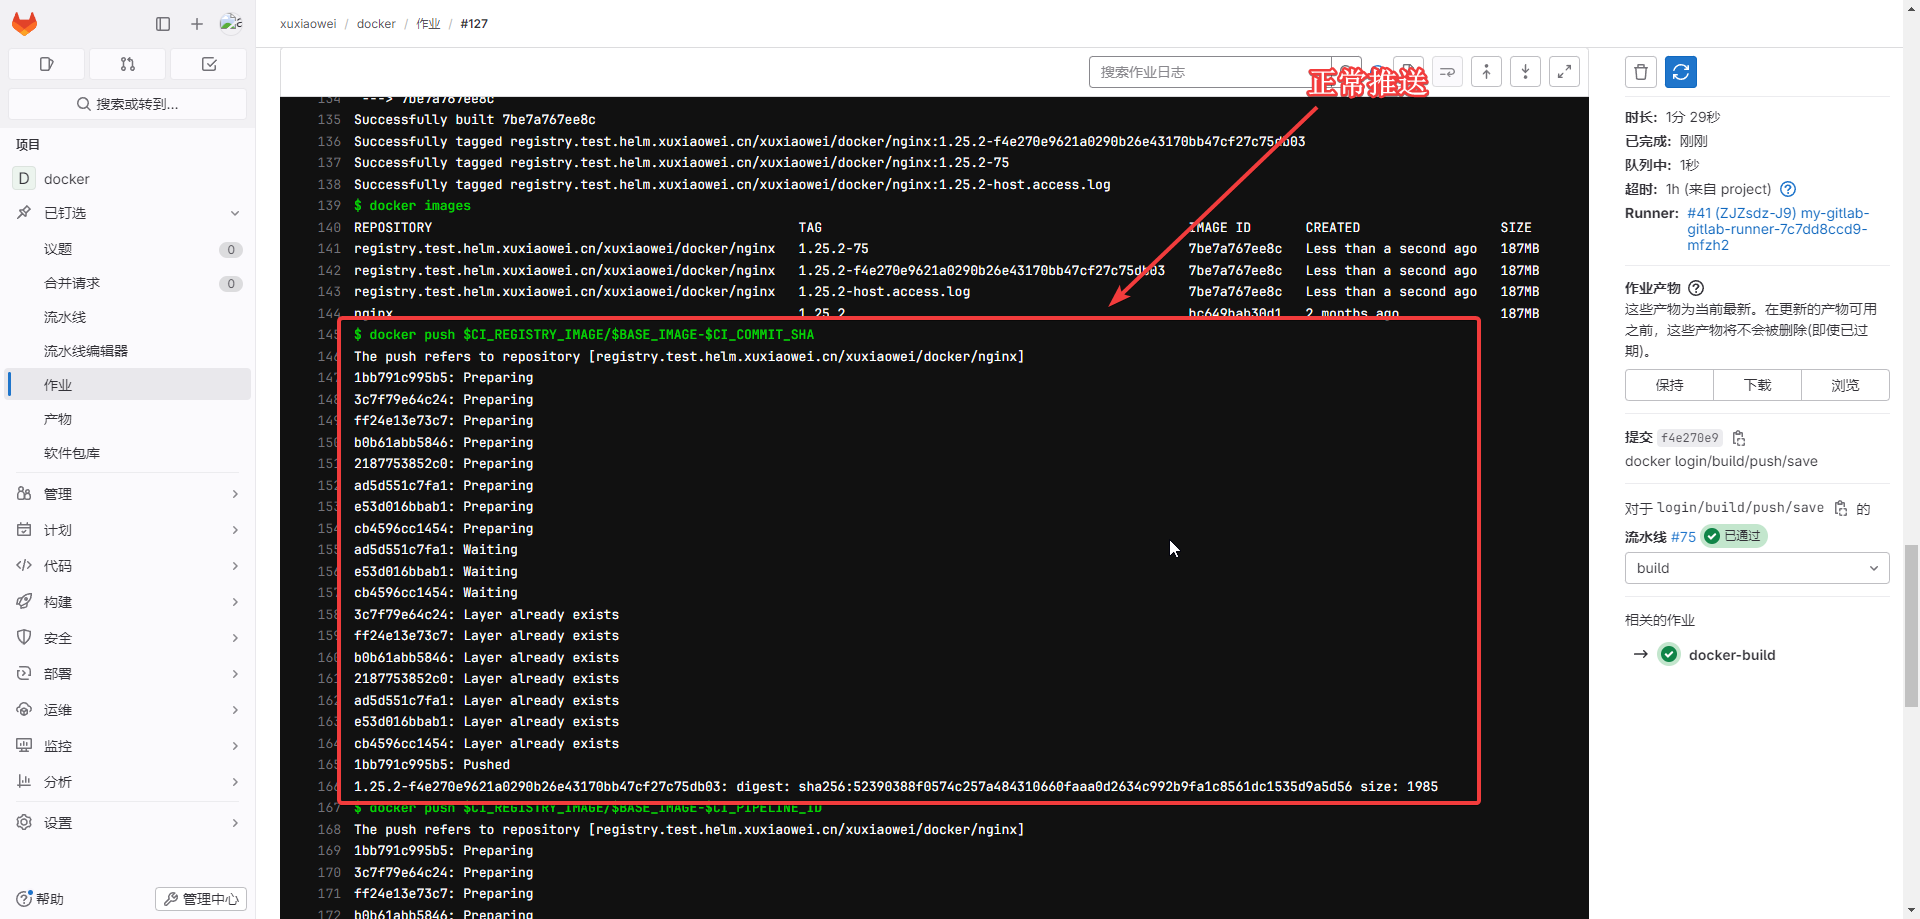 xuxiaowei / docker / 作业 / #127
搜索或转到...
项目
D docker
已钉选
议题 0
合并请求 0
流水线
流水线编辑器
作业
产物
软件包库
管理
计划
代码
构建
安全
部署
运维
监控
分析
设置
帮助
管理中心
搜索作业日志
正常推送
134 ---> 7be7a767ee8c
135 Successfully built 7be7a767ee8c
136 Successfully tagged registry.test.helm.xuxiaowei.cn/xuxiaowei/docker/nginx:1.25.2-f4e270e9621a0290b26e43170bb47cf27c75db03
137 Successfully tagged registry.test.helm.xuxiaowei.cn/xuxiaowei/docker/nginx:1.25.2-75
138 Successfully tagged registry.test.helm.xuxiaowei.cn/xuxiaowei/docker/nginx:1.25.2-host.access.log
139 $ docker images
140 REPOSITORY TAG IMAGE ID CREATED SIZE
141 registry.test.helm.xuxiaowei.cn/xuxiaowei/docker/nginx 1.25.2-75 7be7a767ee8c Less than a second ago 187MB
142 registry.test.helm.xuxiaowei.cn/xuxiaowei/docker/nginx 1.25.2-f4e270e9621a0290b26e43170bb47cf27c75db03 7be7a767ee8c Less than a second ago 187MB
143 registry.test.helm.xuxiaowei.cn/xuxiaowei/docker/nginx 1.25.2-host.access.log 7be7a767ee8c Less than a second ago 187MB
144 nginx 1.25.2 bc649bab30d1 2 months ago 187MB
145 $ docker push $CI_REGISTRY_IMAGE/$BASE_IMAGE-$CI_COMMIT_SHA
146 The push refers to repository [registry.test.helm.xuxiaowei.cn/xuxiaowei/docker/nginx]
147 1bb791c995b5: Preparing
148 3c7f79e64c24: Preparing
149 ff24e13e73c7: Preparing
150 b0b61abb5846: Preparing
151 2187753852c0: Preparing
152 ad5d551c7fa1: Preparing
153 e53d016bbab1: Preparing
154 cb4596cc1454: Preparing
155 ad5d551c7fa1: Waiting
156 e53d016bbab1: Waiting
157 cb4596cc1454: Waiting
158 3c7f79e64c24: Layer already exists
159 ff24e13e73c7: Layer already exists
160 b0b61abb5846: Layer already exists
161 2187753852c0: Layer already exists
162 ad5d551c7fa1: Layer already exists
163 e53d016bbab1: Layer already exists
164 cb4596cc1454: Layer already exists
165 1bb791c995b5: Pushed
166 1.25.2-f4e270e9621a0290b26e43170bb47cf27c75db03: digest: sha256:52390388f0574c257a484310660faaa0d2634c992b9fa1c8561dc1535d9a5d56 size: 1985
167 $ docker push $CI_REGISTRY_IMAGE/$BASE_IMAGE-$CI_PIPELINE_ID
168 The push refers to repository [registry.test.helm.xuxiaowei.cn/xuxiaowei/docker/nginx]
169 1bb791c995b5: Preparing
170 3c7f79e64c24: Preparing
171 ff24e13e73c7: Preparing
172 b0b61abb5846: Preparing
时长: 1分 29秒
已完成: 刚刚
队列中: 1秒
超时: 1h (来自 project)
Runner: #41 (ZJZsdz-J9) my-gitlab-
gitlab-runner-7c7dd8ccd9-
mfzh2
作业产物
这些产物为当前最新。在更新的产物可用
之前，这些产物将不会被删除(即使已过
期)。
保持 下载 浏览
提交 f4e270e9
docker login/build/push/save
对于 login/build/push/save 的
流水线 #75 已通过
build
相关的作业
→ docker-build